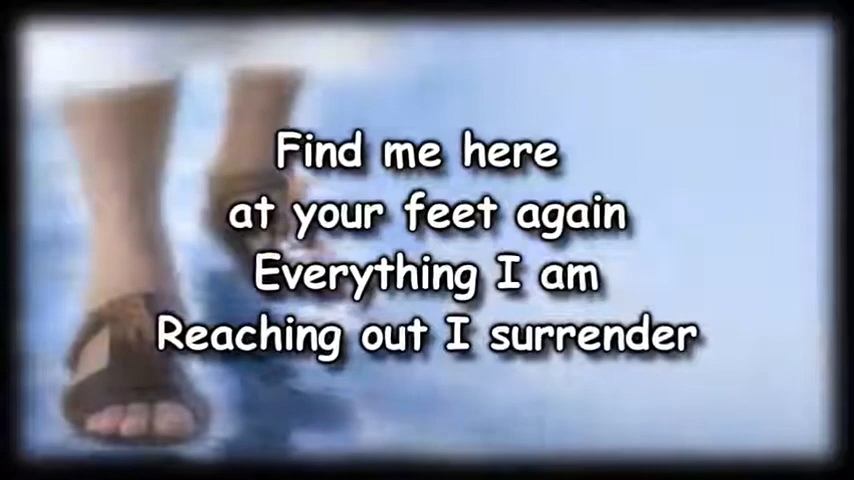 Find me here
at your feet again
Everything I am
Reaching out I surrender